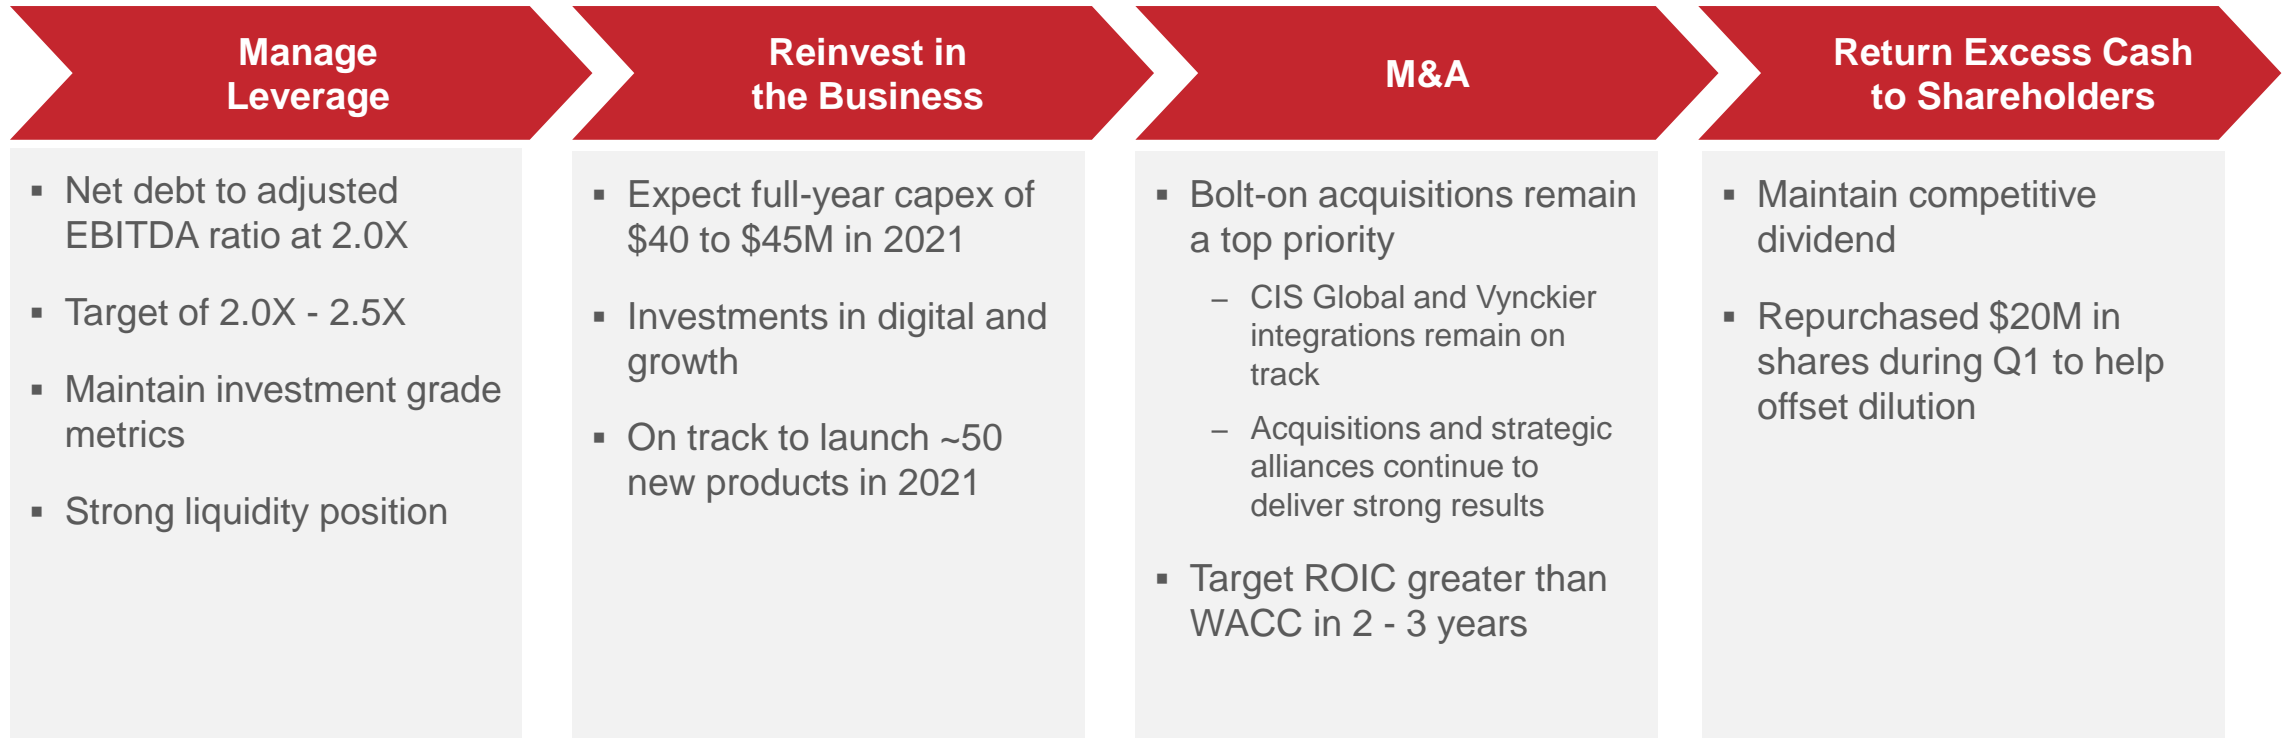 Manage
Leverage
▪ Net debt to adjusted
EBITDA ratio at 2.0X
▪ Target of 2.0X - 2.5X
▪ Maintain investment grade
metrics
▪ Strong liquidity position
Reinvest in
the Business
▪ Expect full-year capex of
$40 to $45M in 2021
▪ Investments in digital and
growth
▪ On track to launch ~50
new products in 2021
M&A
▪ Bolt-on acquisitions remain
a top priority
– CIS Global and Vynckier
integrations remain on
track
– Acquisitions and strategic
alliances continue to
deliver strong results
▪ Target ROIC greater than
WACC in 2 - 3 years
Return Excess Cash
to Shareholders
▪ Maintain competitive
dividend
▪ Repurchased $20M in
shares during Q1 to help
offset dilution